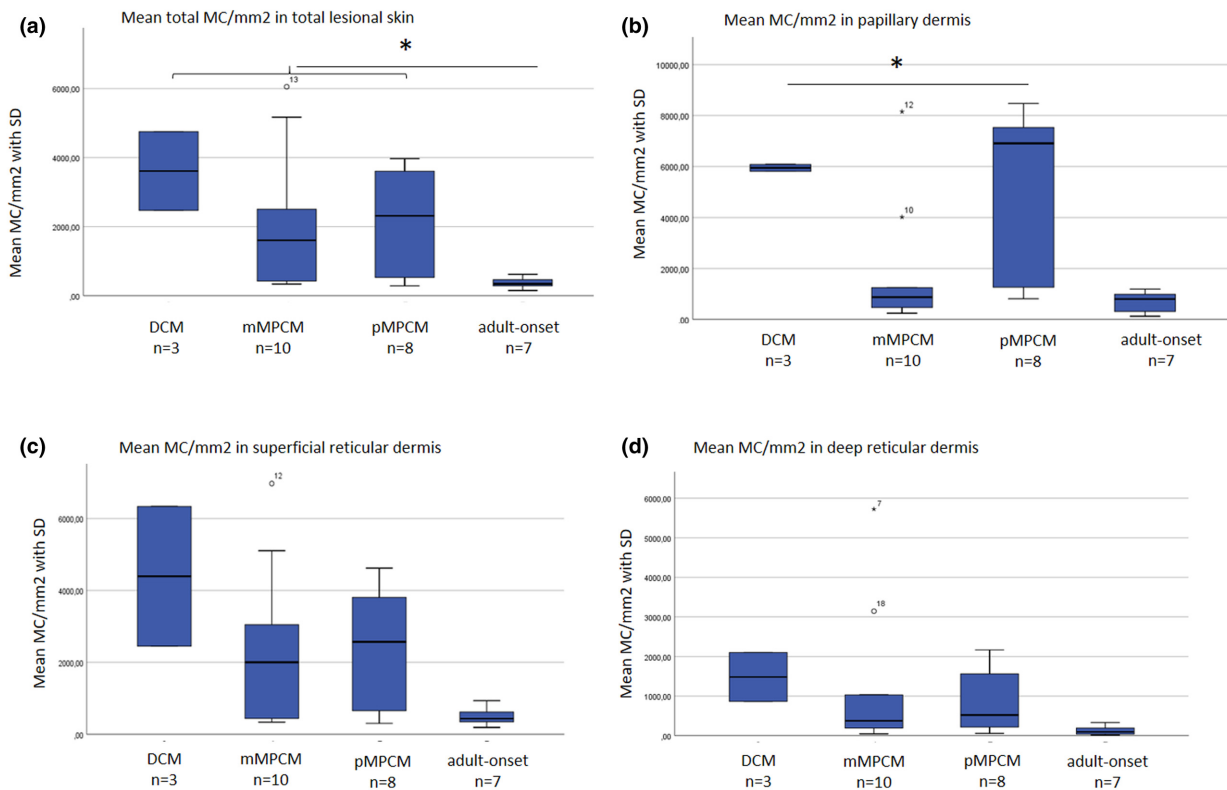 (a)
Mean total MC/mm2 in total lesional skin
*
13
6000,00
4000,00
2000,00
,00
Mean MC/mm2 with SD
DCM mMPCM pMPCM adult-onset
n=3 n=10 n=8 n=7
(b)
Mean MC/mm2 in papillary dermis
*
12
10
10000,00
8000,00
6000,00
4000,00
2000,00
,00
Mean MC/mm2 with SD
DCM mMPCM pMPCM adult-onset
n=3 n=10 n=8 n=7
(c)
Mean MC/mm2 in superficial reticular dermis
12
6000,00
4000,00
2000,00
,00
Mean MC/mm2 with SD
DCM mMPCM pMPCM adult-onset
n=3 n=10 n=8 n=7
(d)
Mean MC/mm2 in deep reticular dermis
7
18
6000,00
5000,00
4000,00
3000,00
2000,00
1000,00
,00
Mean MC/mm2 with SD
DCM mMPCM pMPCM adult-onset
n=3 n=10 n=8 n=7